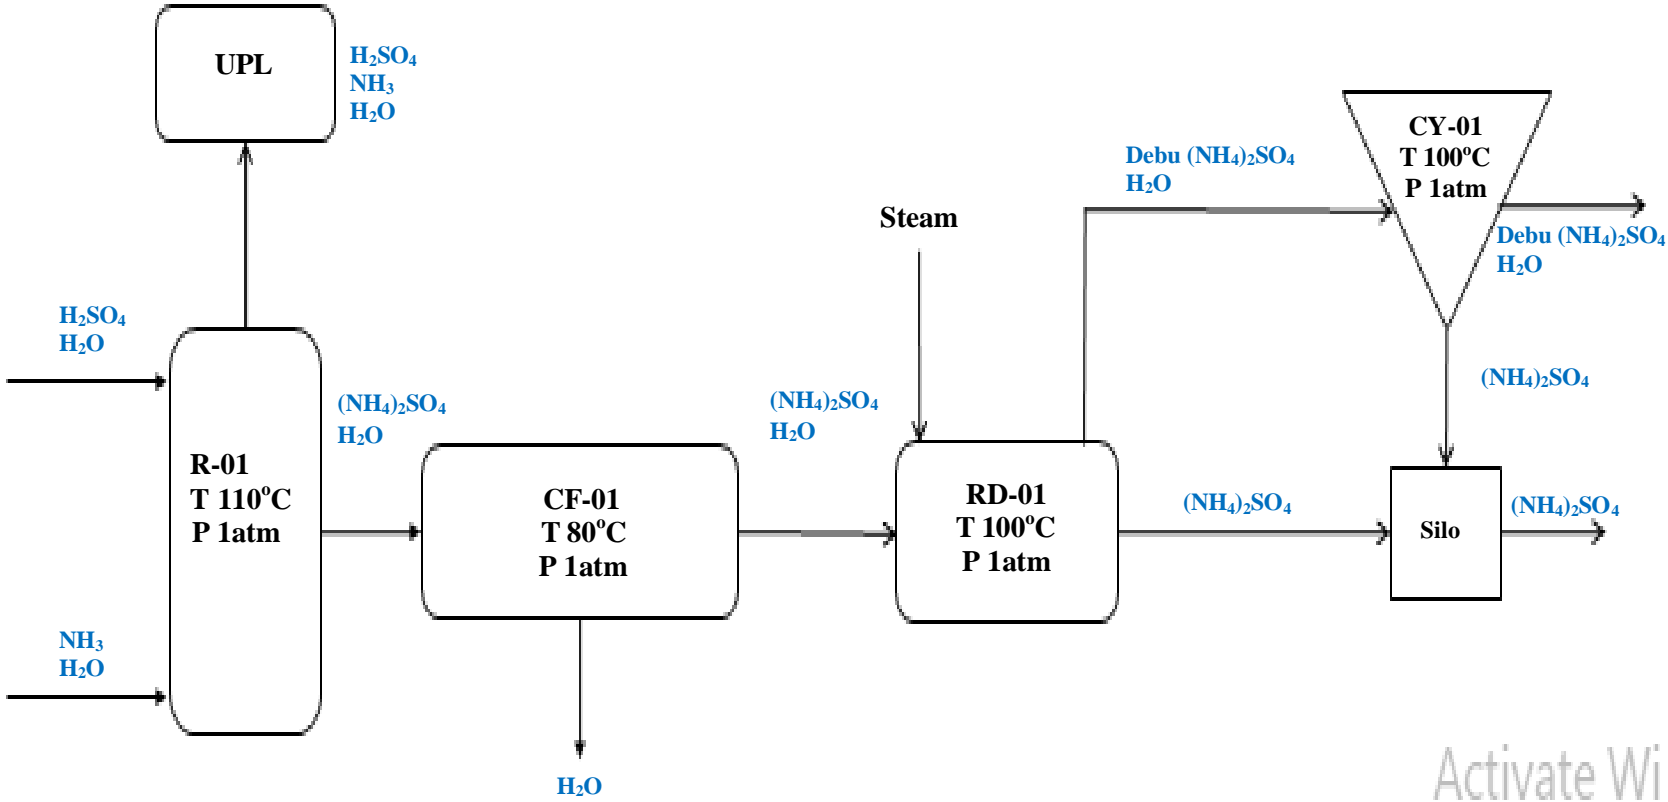 UPL
H₂SO₄
NH₃
H₂O
CY-01
T 100°C
P 1atm
Debu (NH₄)₂SO₄
H₂O
Steam
Debu (NH₄)₂SO₄
H₂O
H₂SO₄
H₂O
(NH₄)₂SO₄
(NH₄)₂SO₄
H₂O
(NH₄)₂SO₄
H₂O
R-01
T 110°C
P 1atm
CF-01
T 80°C
P 1atm
RD-01
T 100°C
P 1atm
(NH₄)₂SO₄
Silo
(NH₄)₂SO₄
NH₃
H₂O
H₂O
Activate Wi